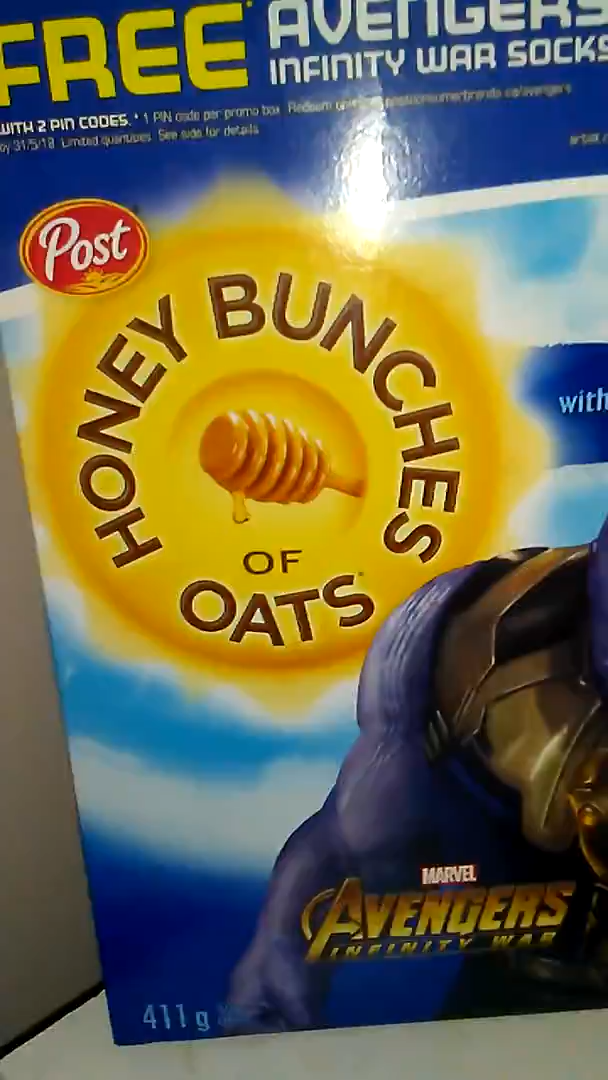 FREE AVENGERS
INFINITY WAR SOCKS
WITH 2 PIN CODES.* 1 PIN code per promo box.
by 31/5/18. Limited quantities. See side for details
Post
HONEY BUNCHES
OF
OATS
with
MARVEL
AVENGERS
INFINITY WAR
411 g